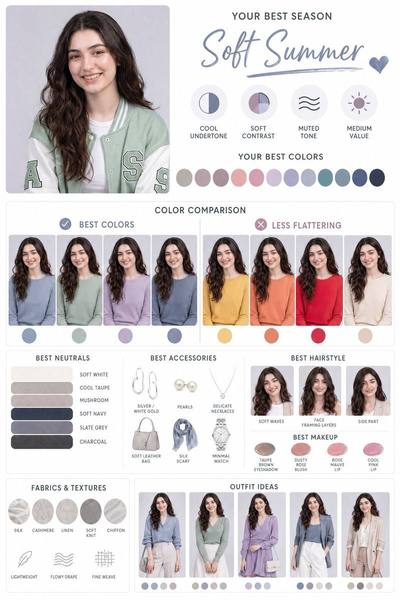 YOUR BEST SEASON
Soft Summer
COOL
UNDERTONE
SOFT
CONTRAST
MUTED
TONE
MEDIUM
VALUE
A
S
S
YOUR BEST COLORS
COLOR COMPARISON
BEST COLORS
LESS FLATTERING
BEST NEUTRALS
SOFT WHITE
COOL TAUPE
MUSHROOM
SOFT NAVY
SLATE GREY
CHARCOAL
BEST ACCESSORIES
SILVER /
WHITE GOLD
PEARLS
DELICATE
NECKLACES
SOFT LEATHER
BAG
SILK
SCARF
MINIMAL
WATCH
BEST HAIRSTYLE
SOFT WAVES
FACE
FRAMING LAYERS
SIDE PART
BEST MAKEUP
TAUPE
BROWN
EYESHADOW
DUSTY
ROSE
BLUSH
ROSE
MAUVE
LIP
COOL
PINK
LIP
FABRICS & TEXTURES
SILK
CASHMERE
LINEN
SOFT
KNIT
CHIFFON
LIGHTWEIGHT
FLOWY DRAPE
FINE WEAVE
OUTFIT IDEAS